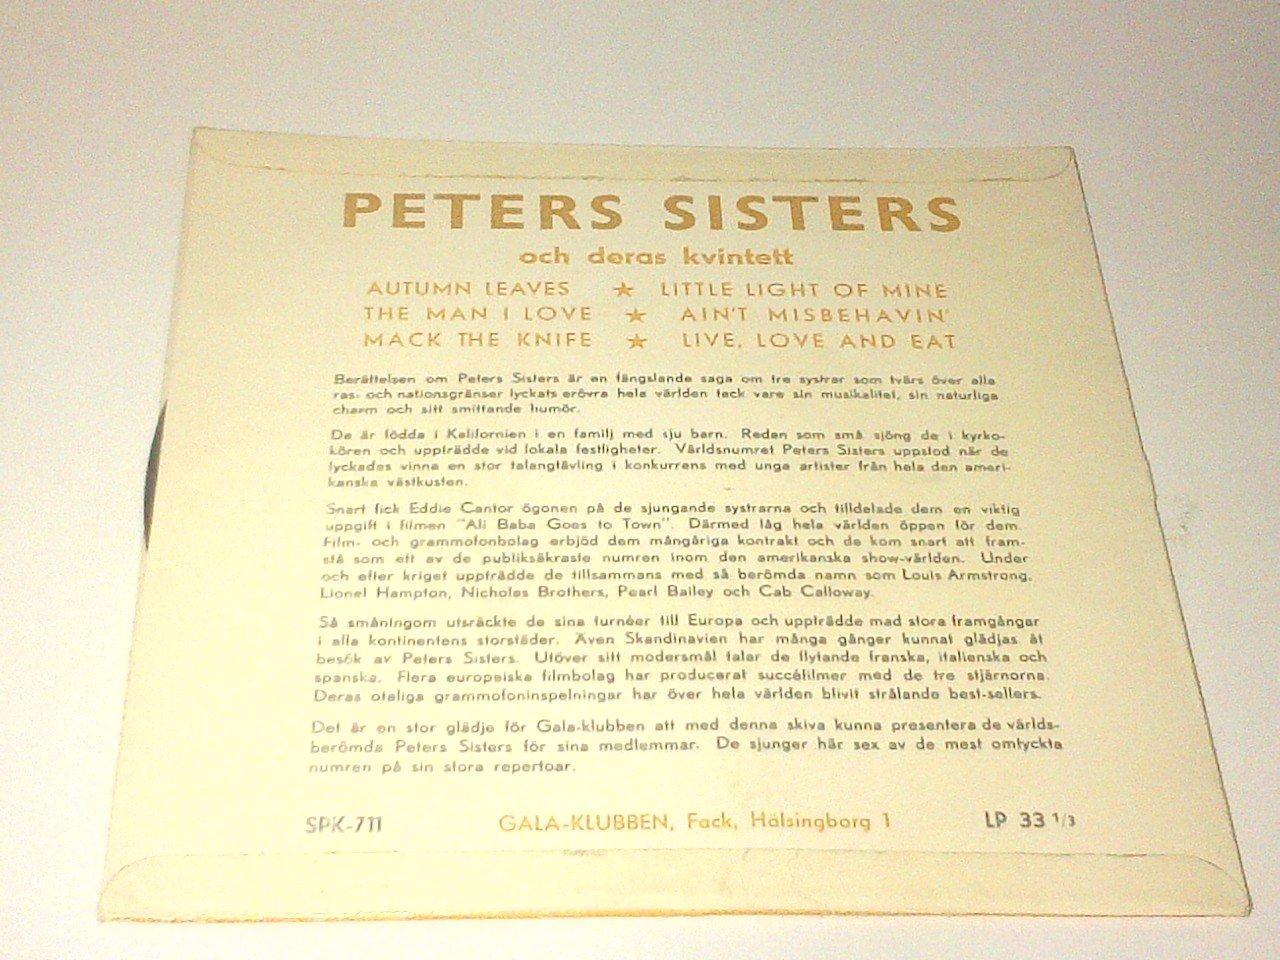 PETERS SISTERS
och deras kvintett
AUTUMN LEAVES ★ LITTLE LIGHT OF MINE
THE MAN I LOVE ★ AIN'T MISBEHAVIN'
MACK THE KNIFE ★ LIVE, LOVE AND EAT
Berättelsen om Peters Sisters är en fängslande saga om tre systrar som tvärs över alla
ras- och nationsgränser lyckats erövra hela världen tack vare sin musikalitet, sin naturliga
charm och sitt smittande humör.
De är födda i Kalifornien i en familj med sju barn. Redan som små sjöng de i kyrko-
kören och uppträdde vid lokala festligheter. Världsnumret Peters Sisters uppstod när de
lyckades vinna en stor talangtävling i konkurrens med unga artister från hela den ameri-
kanska västkusten.
Snart fick Eddie Cantor ögonen på de sjungande systrarna och tilldelade dem en viktig
uppgift i filmen "Ali Baba Goes to Town". Därmed låg hela världen öppen för dem.
Film- och grammofonbolag erbjöd dem mångåriga kontrakt och de kom snart att fram-
stå som ett av de publiksäkraste numren inom den amerikanska show-världen. Under
och efter kriget uppträdde de tillsammans med så berömda namn som Louis Armstrong,
Lionel Hampton, Nicholas Brothers, Pearl Bailey och Cab Calloway.
Så småningom utsräckte de sina turnéer till Europa och uppträdde med stora framgångar
i alla kontinentens storstäder. Även Skandinavien har många gånger kunnat glädjas åt
besök av Peters Sisters. Utöver sitt modersmål talar de flytande franska, italienska och
spanska. Flera europeiska filmbolag har producerat succéfilmer med de tre stjärnorna.
Deras otaliga grammofoninspelningar har över hela världen blivit strålande best-sellers.
Det är en stor glädje för Gala-klubben att med denna skiva kunna presentera de världs-
berömda Peters Sisters för sina medlemmar. De sjunger här sex av de mest omtyckta
numren på sin stora repertoar.
SPK-711 GALA-KLUBBEN, Fack, Hälsingborg 1 LP 33 1/3